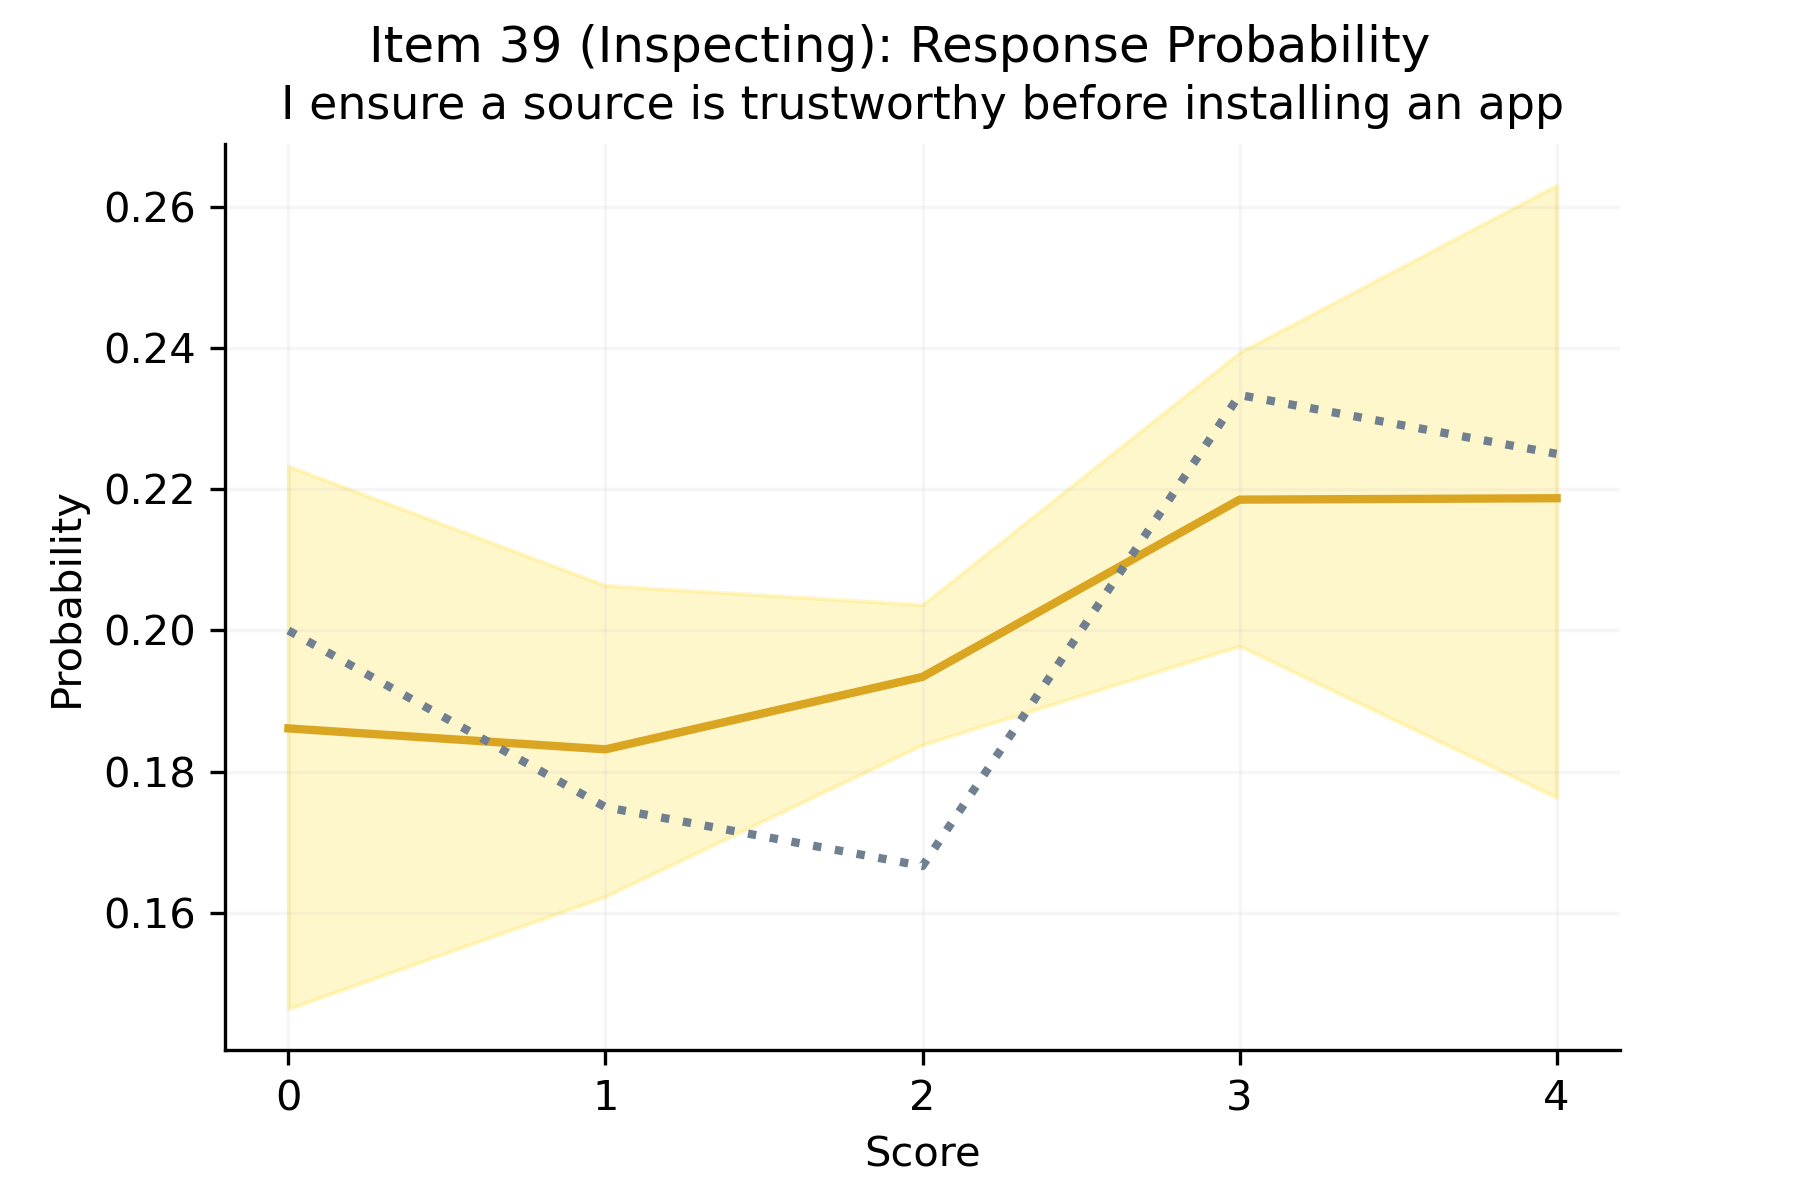 Item 39 (Inspecting): Response Probability
I ensure a source is trustworthy before installing an app
0.26
0.24
0.22
0.20
0.18
0.16
Probability
0 1 2 3 4
Score